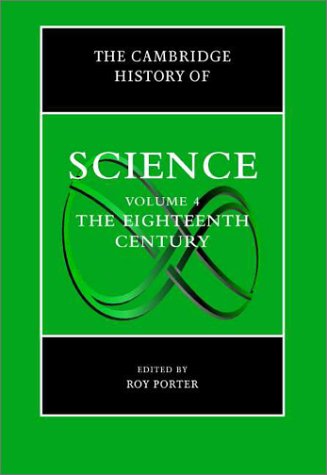 THE CAMBRIDGE
HISTORY OF
SCIENCE
VOLUME 4
THE EIGHTEENTH
CENTURY
EDITED BY
ROY PORTER